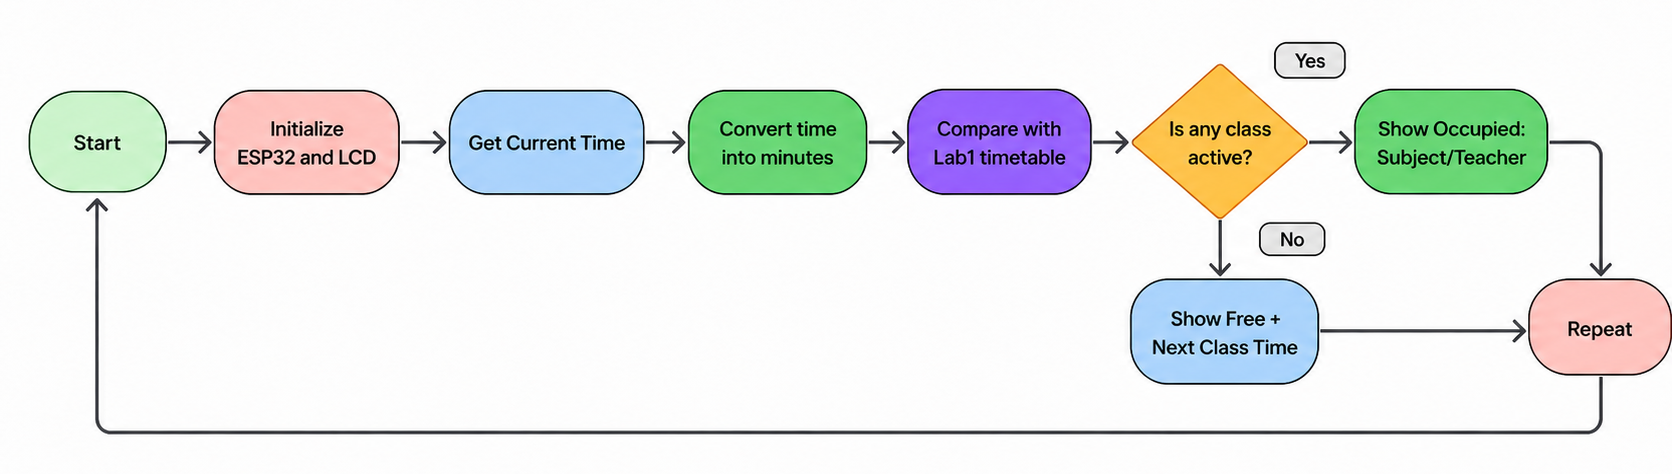 Start
Initialize
ESP32 and LCD
Get Current Time
Convert time
into minutes
Compare with
Lab1 timetable
Is any class
active?
Yes
Show Occupied:
Subject/Teacher
No
Show Free +
Next Class Time
Repeat